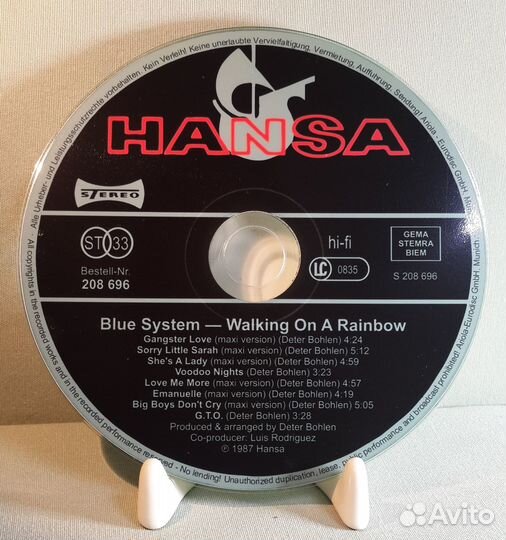 HANSA
STEREO
ST 33
Bestell-Nr.
208 696
hi-fi
LC 0835
GEMA
STEMRA
BIEM
S 208 696
Blue System — Walking On A Rainbow
Gangster Love (maxi version) (Deter Bohlen) 4:24
Sorry Little Sarah (maxi version) (Deter Bohlen) 5:12
She's A Lady (maxi version) (Deter Bohlen) 4:59
Voodoo Nights (Deter Bohlen) 3:23
Love Me More (maxi version) (Deter Bohlen) 4:57
Emanuelle (maxi version) (Deter Bohlen) 4:19
Big Boys Don't Cry (maxi version) (Deter Bohlen) 5:05
G.T.O. (Deter Bohlen) 3:28
Produced & arranged by Deter Bohlen
Co-producer: Luis Rodrıguez
℗ 1987 Hansa
Alle Urheber- und Leistungsschutzrechte vorbehalten. Kein Verleih! Keine unerlaubte Vervielfältigung, Vermietung, Aufführung, Sendung! Ariola - Eurodisc GmbH, Munich.
All copyrights in the recorded works and in the recorded performance reserved - No lending! Unauthorized duplication, lease, public performance and broadcast prohibited! Ariola-Eurodisc GmbH. Munich.
Avito